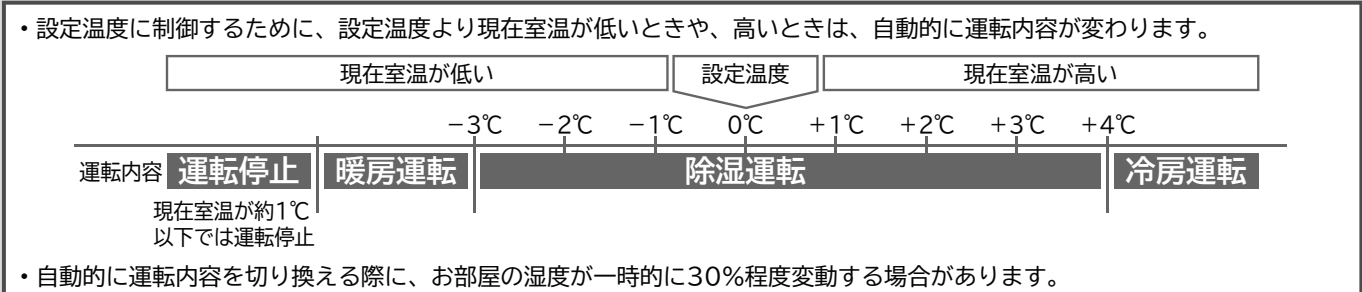 ・設定温度に制御するために、設定温度より現在室温が低いときや、高いときは、自動的に運転内容が変わります。
現在室温が低い 設定温度 現在室温が高い
−3℃ −2℃ −1℃ 0℃ +1℃ +2℃ +3℃ +4℃
運転内容 運転停止 暖房運転 除湿運転 冷房運転
現在室温が約1℃
以下では運転停止
・自動的に運転内容を切り換える際に、お部屋の湿度が一時的に30%程度変動する場合があります。